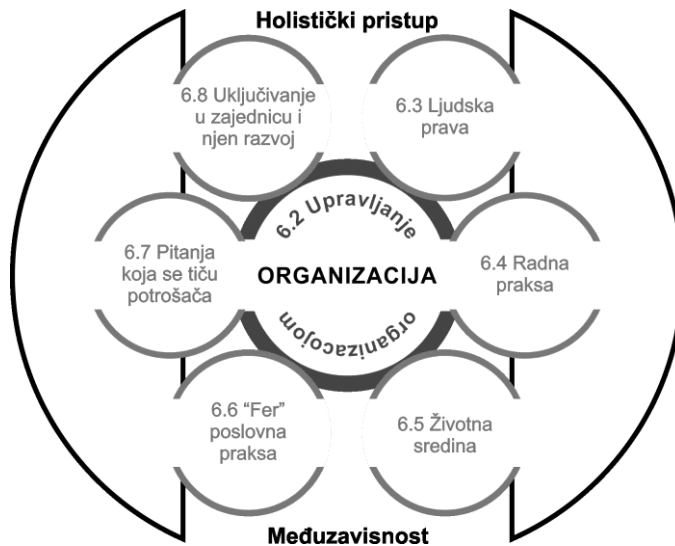 Holistički pristup
6.8 Uključivanje
u zajednicu i
njen razvoj
6.3 Ljudska
prava
6.2 Upravljanje
6.7 Pitanja
koja se tiču
potrošača
ORGANIZACIJA
6.4 Radna
praksa
organizacojom
6.6 “Fer”
poslovna
praksa
6.5 Životna
sredina
Međuzavisnost